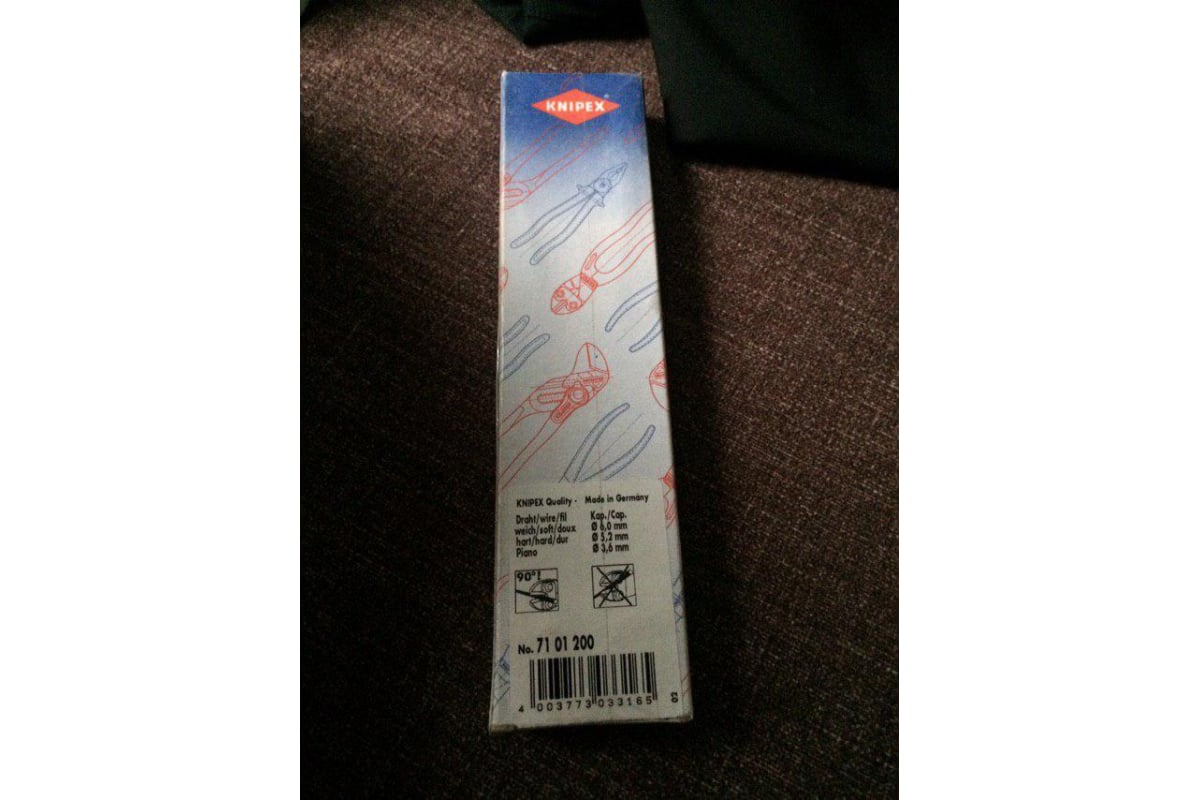 KNIPEX
KNIPEX Quality - Made in Germany
Draht/wire/fil Kap./Cap.
weich/soft/doux Ø 6,0 mm
hart/hard/dur Ø 5,2 mm
Piano Ø 3,6 mm
90°!
No. 71 01 200
4 003773 033165
02